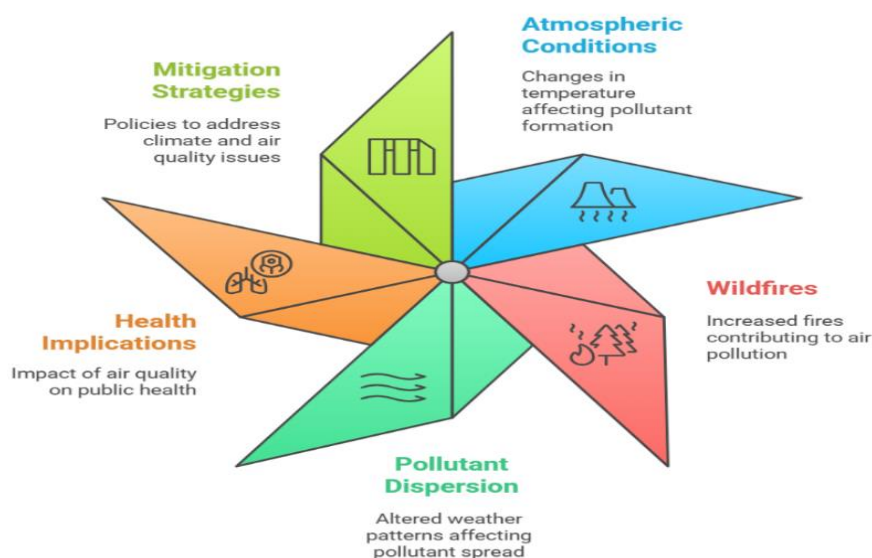 Atmospheric
Conditions
Changes in
temperature
affecting pollutant
formation
Wildfires
Increased fires
contributing to air
pollution
Pollutant
Dispersion
Altered weather
patterns affecting
pollutant spread
Health
Implications
Impact of air quality
on public health
Mitigation
Strategies
Policies to address
climate and air
quality issues